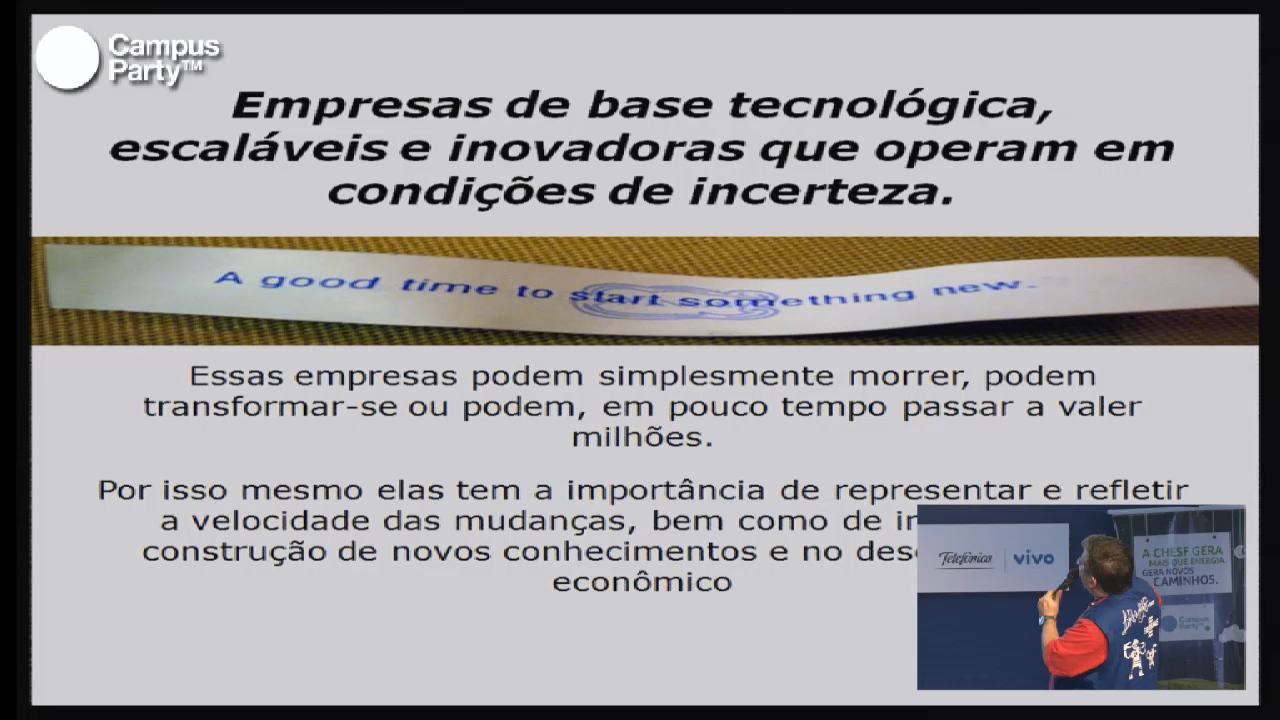 Campus
Party™
Empresas de base tecnológica,
escaláveis e inovadoras que operam em
condições de incerteza.
A good time to start something new.
Essas empresas podem simplesmente morrer, podem
transformar-se ou podem, em pouco tempo passar a valer
milhões.
Por isso mesmo elas tem a importância de representar e refletir
a velocidade das mudanças, bem como de
construção de novos conhecimentos e no
econômico
Telefónica vivo
A CHESF GERA
MAIS QUE ENERGIA.
GERA NOVOS
CAMINHOS.
Campus
Party